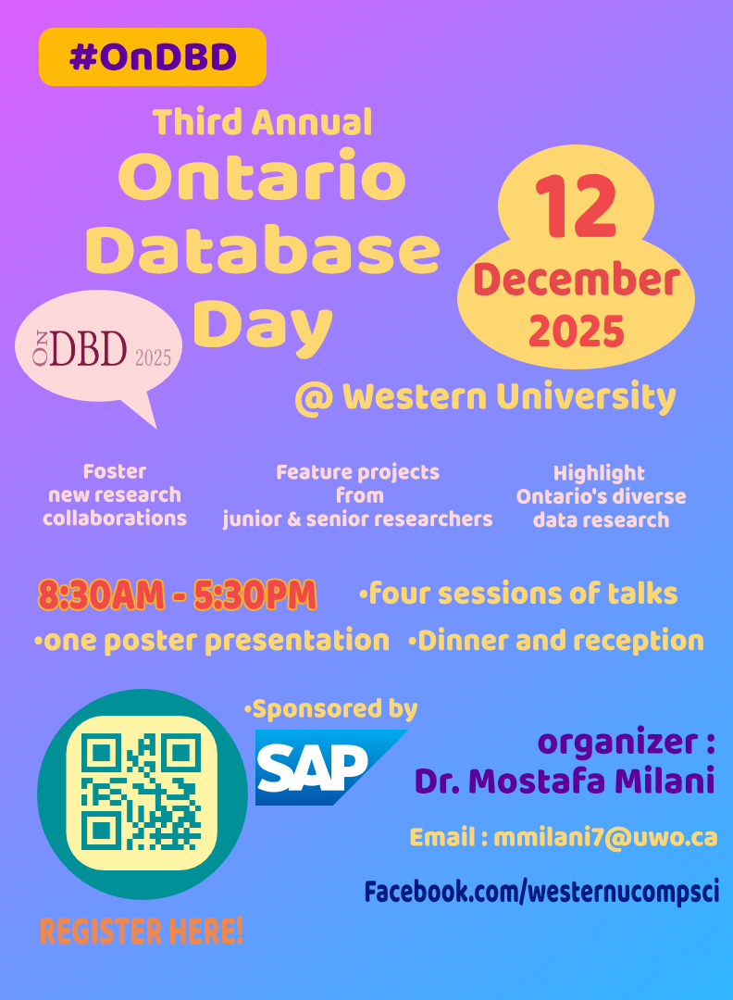 #OnDBD
Third Annual
Ontario
Database
Day
12
December
2025
ON DBD 2025
@ Western University
Foster
new research
collaborations
Feature projects
from
junior & senior researchers
Highlight
Ontario's diverse
data research
8:30AM - 5:30PM
•four sessions of talks
•one poster presentation
•Dinner and reception
•Sponsored by
SAP
organizer :
Dr. Mostafa Milani
Email : mmilani7@uwo.ca
Facebook.com/westernucompsci
REGISTER HERE!